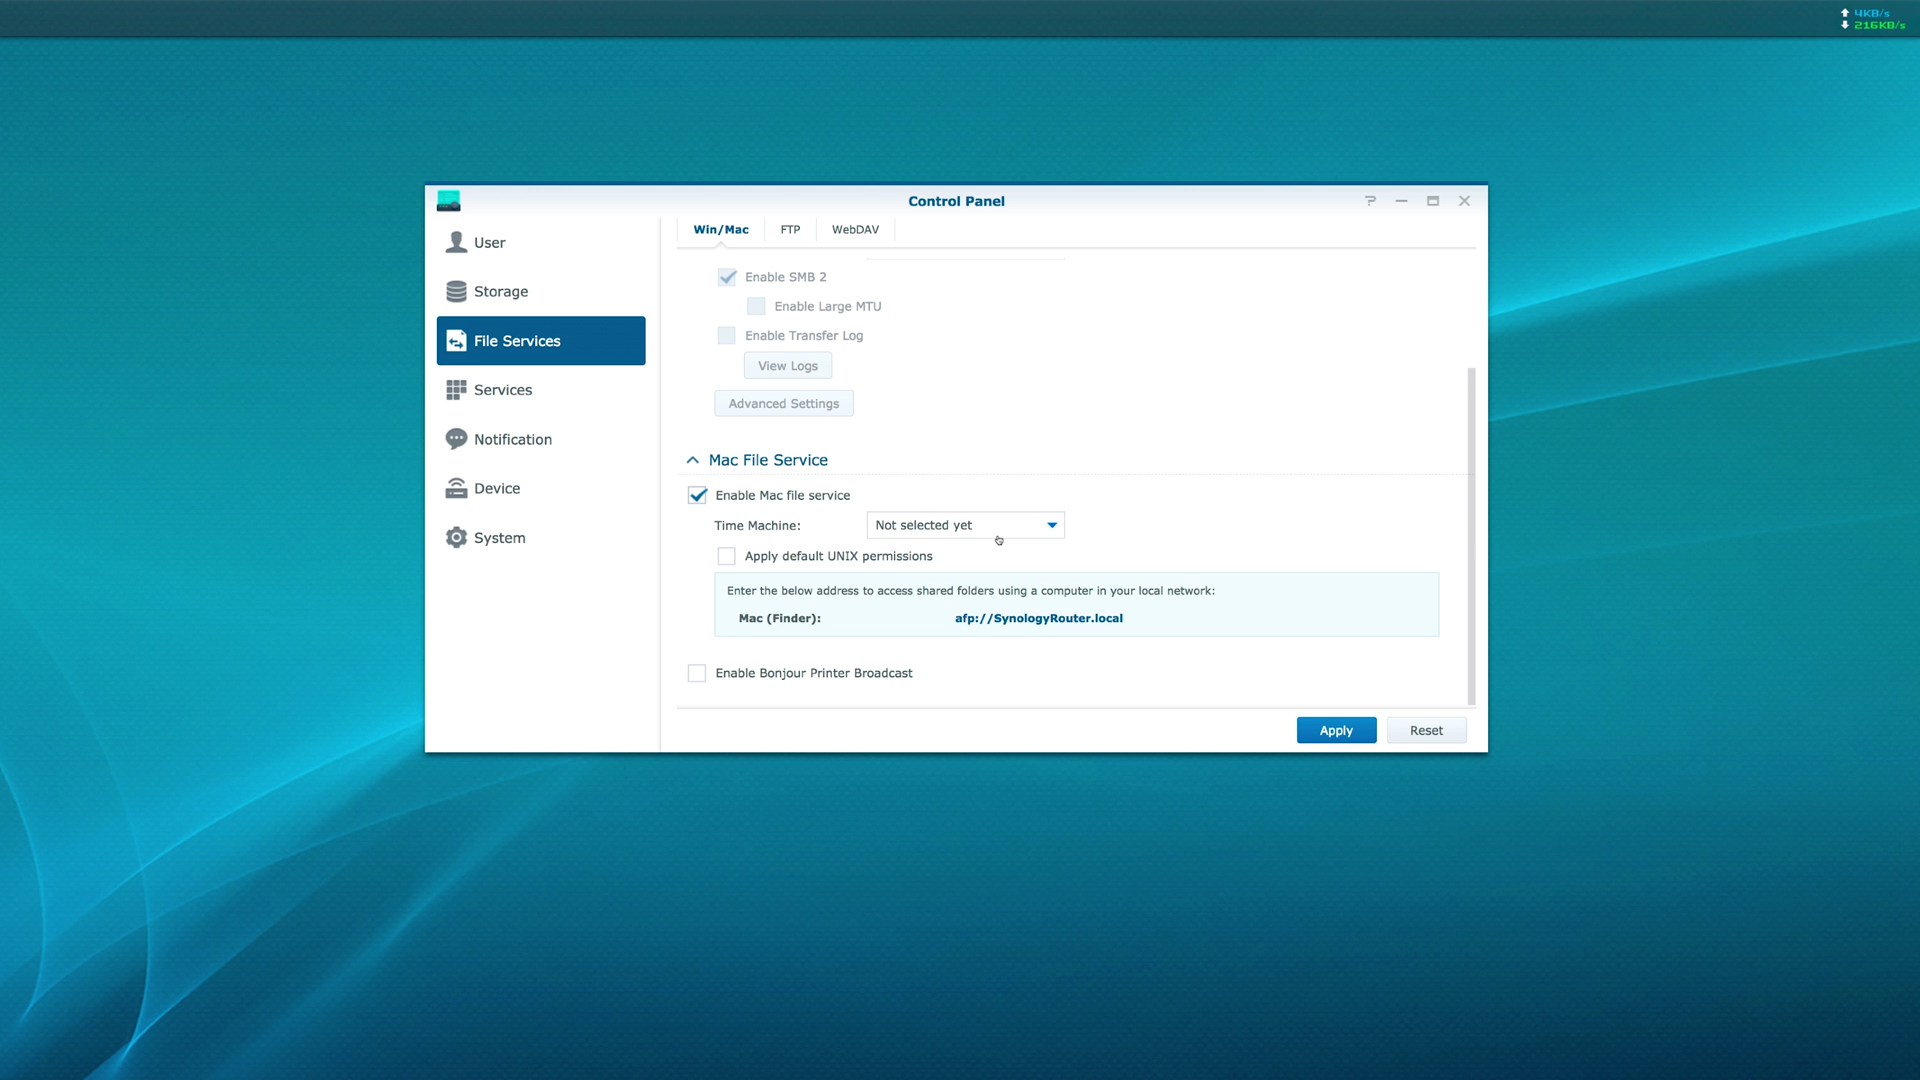 4KB/s
216KB/s
Control Panel
User
Storage
File Services
Services
Notification
Device
System
Win/Mac FTP WebDAV
Enable SMB 2
Enable Large MTU
Enable Transfer Log
View Logs
Advanced Settings
Mac File Service
Enable Mac file service
Time Machine: Not selected yet
Apply default UNIX permissions
Enter the below address to access shared folders using a computer in your local network:
Mac (Finder): afp://SynologyRouter.local
Enable Bonjour Printer Broadcast
Apply Reset